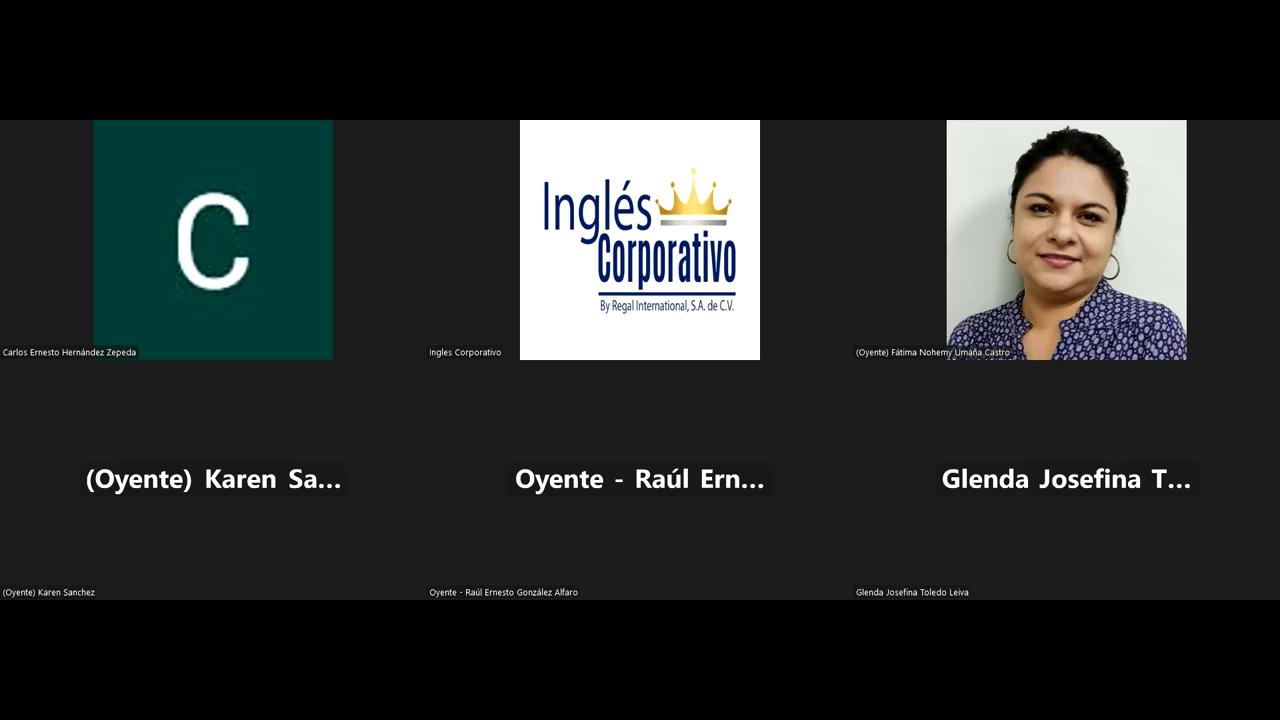 C
Carlos Ernesto Hernández Zepeda
Inglés
Corporativo
By Regal International, S.A. de C.V.
Ingles Corporativo
(Oyente) Fátima Nohemy Umaña Castro
(Oyente) Karen Sa...
(Oyente) Karen Sanchez
Oyente - Raúl Ern...
Oyente - Raúl Ernesto González Alfaro
Glenda Josefina T...
Glenda Josefina Toledo Leiva